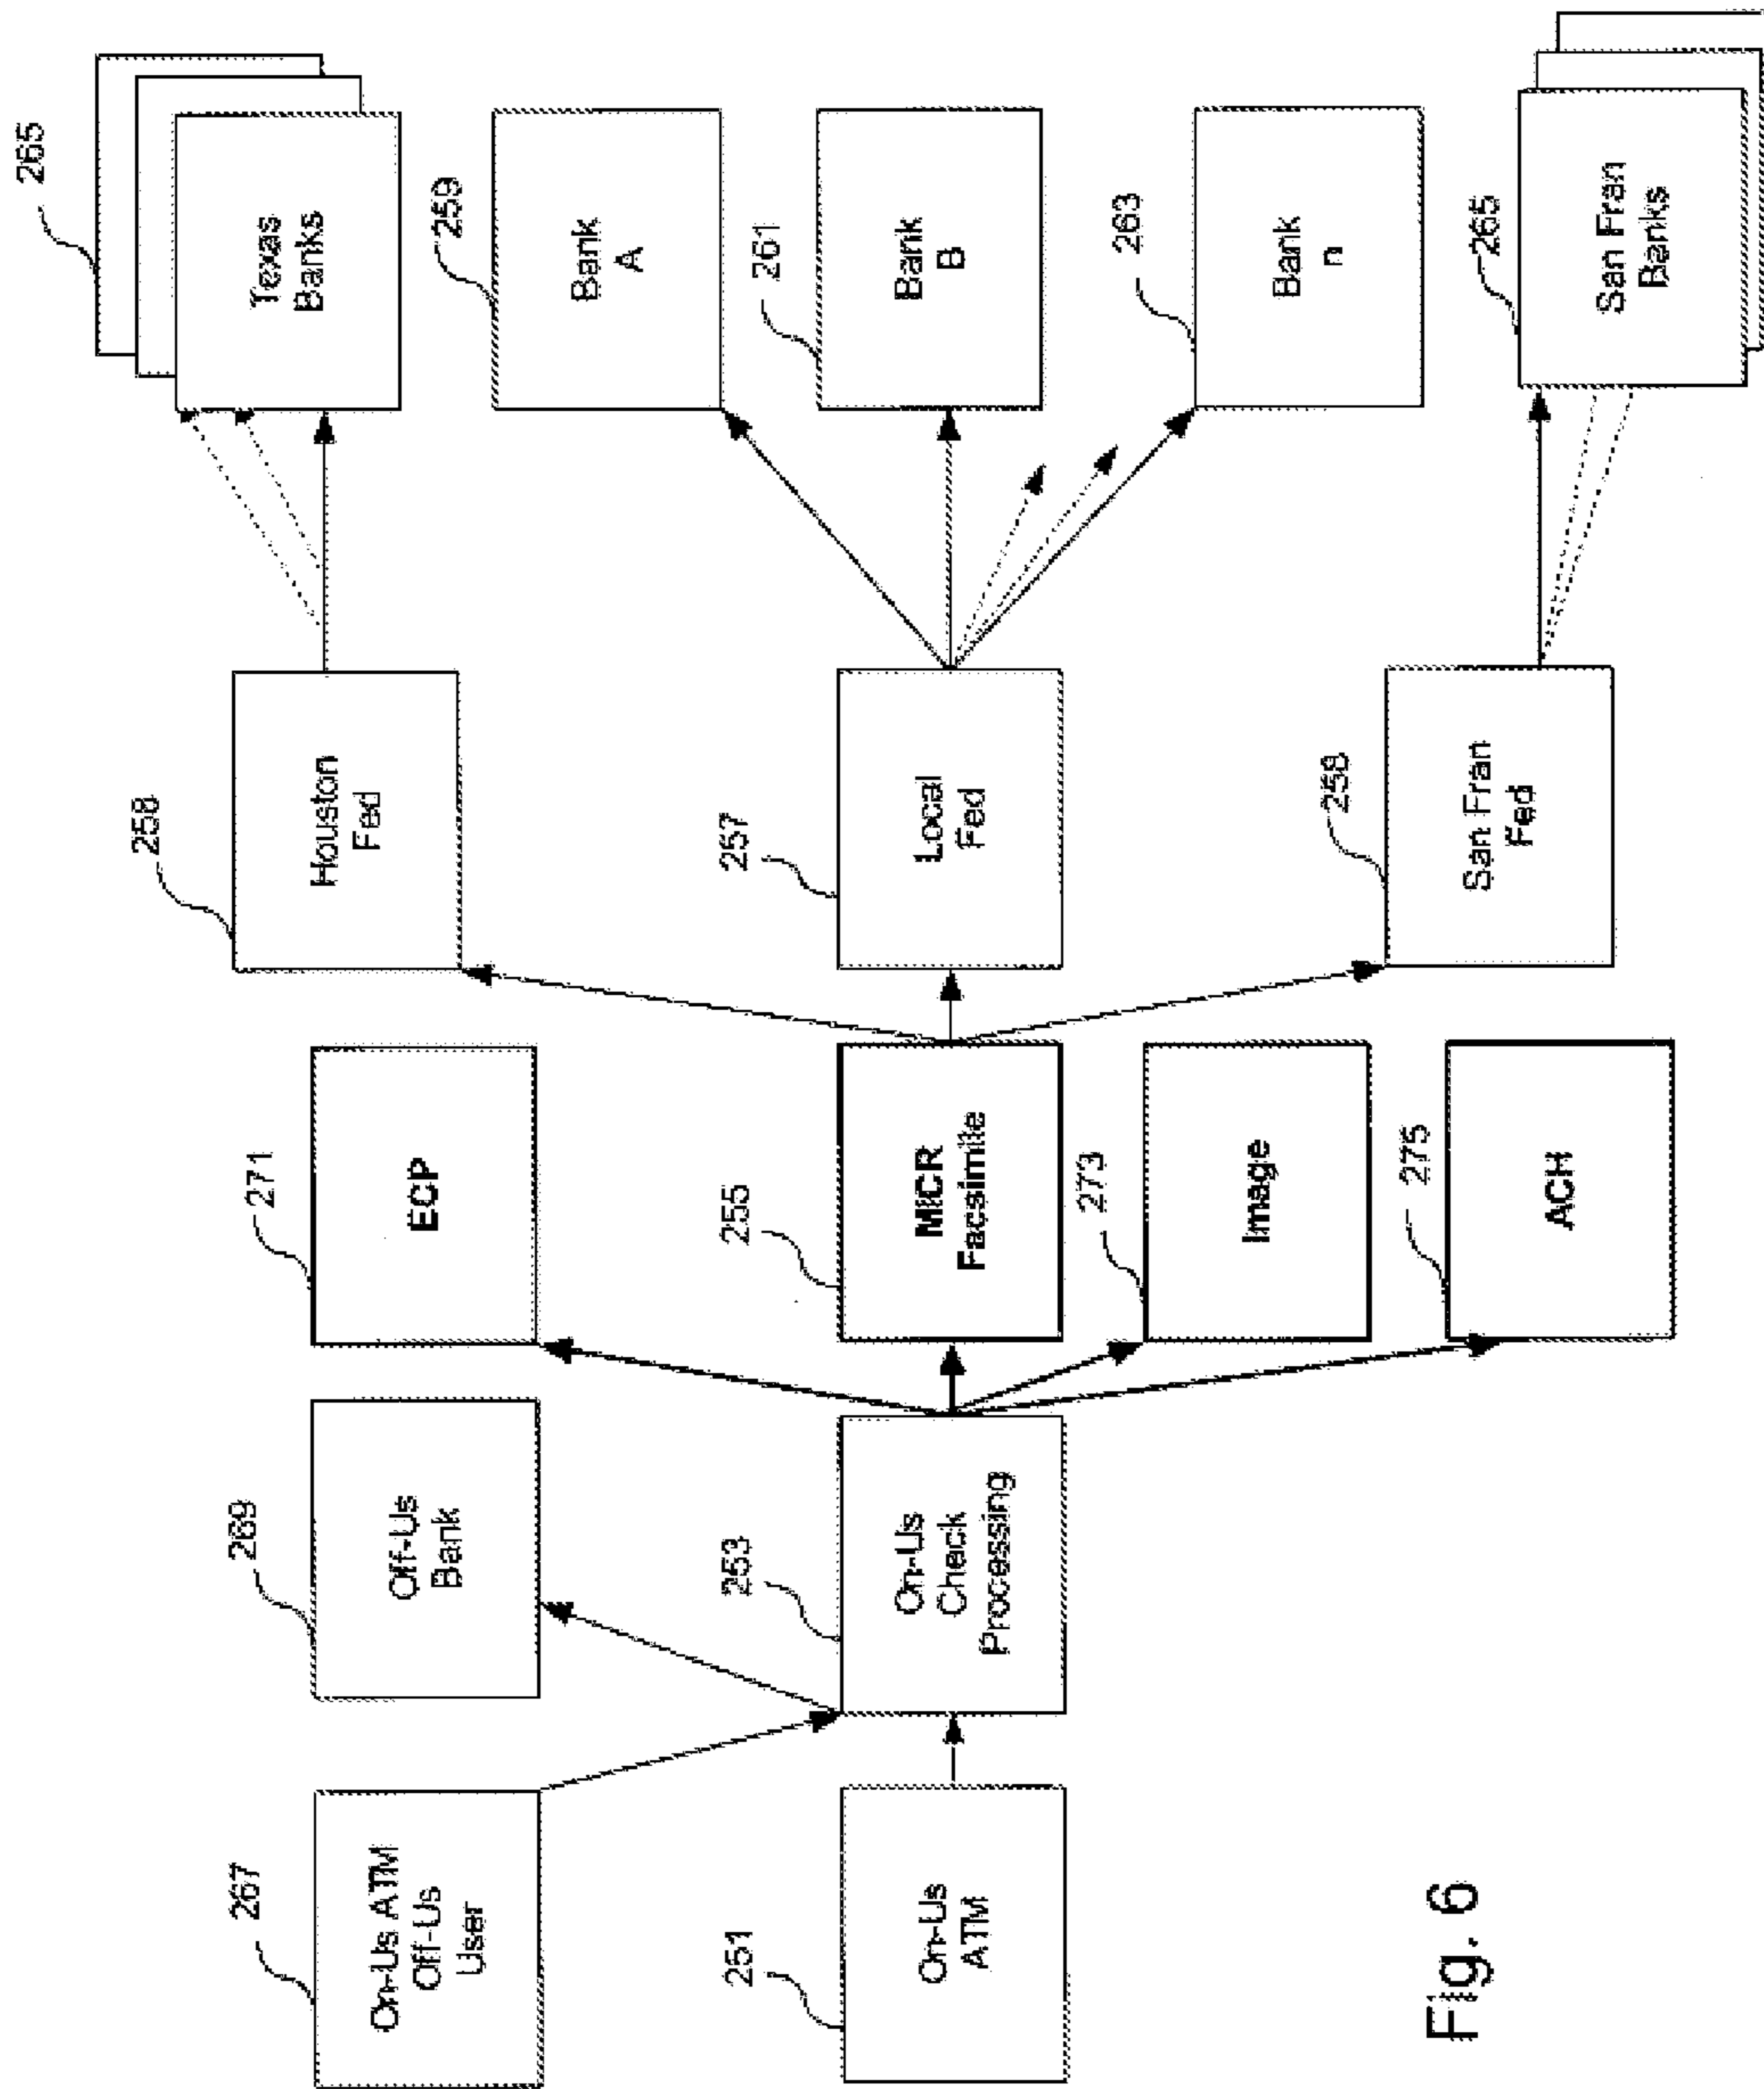 267
On-Us ATM
Off-Us
User
269
Off-Us
Bank
271
ECP
258
Houston
Fed
265
Texas
Banks
259
Bank
A
251
On-Us
ATM
253
On-Us
Check
Processing
255
MICR
Facsimile
257
Local
Fed
261
Bank
B
273
Image
263
Bank
n
275
ACH
258
San Fran
Fed
265
San Fran
Banks
Fig. 6